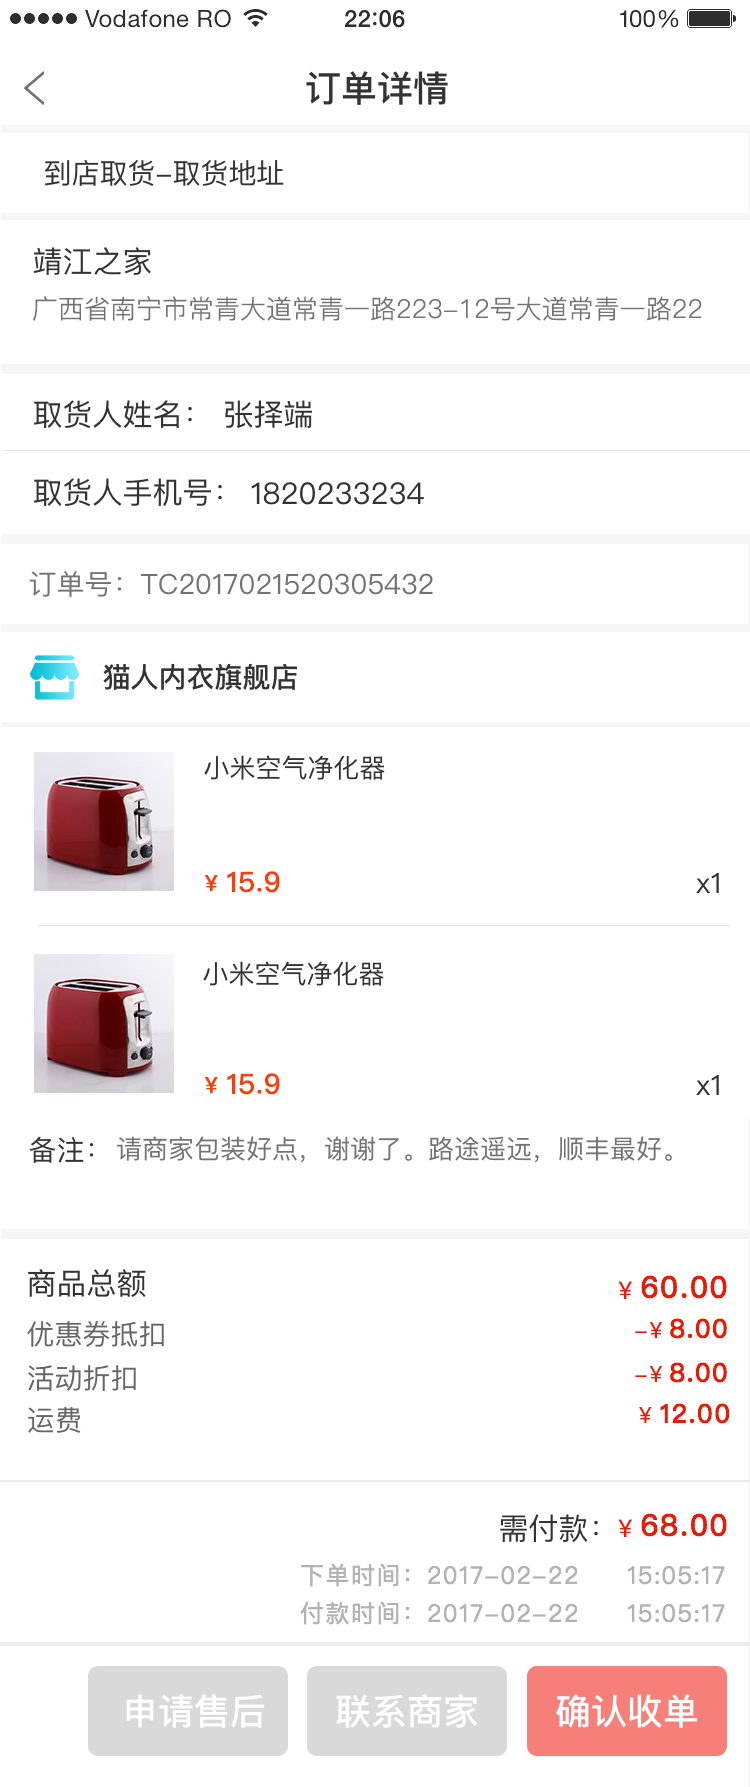 Vodafone RO 22:06 100%
订单详情
到店取货–取货地址
靖江之家
广西省南宁市常青大道常青一路223–12号大道常青一路22
取货人姓名： 张择端
取货人手机号： 1820233234
订单号：TC2017021520305432
猫人内衣旗舰店
小米空气净化器
¥ 15.9 x1
小米空气净化器
¥ 15.9 x1
备注： 请商家包装好点，谢谢了。路途遥远，顺丰最好。
商品总额 ¥ 60.00
优惠券抵扣 –¥ 8.00
活动折扣 –¥ 8.00
运费 ¥ 12.00
需付款：¥ 68.00
下单时间：2017–02–22 15:05:17
付款时间：2017–02–22 15:05:17
申请售后 联系商家 确认收单